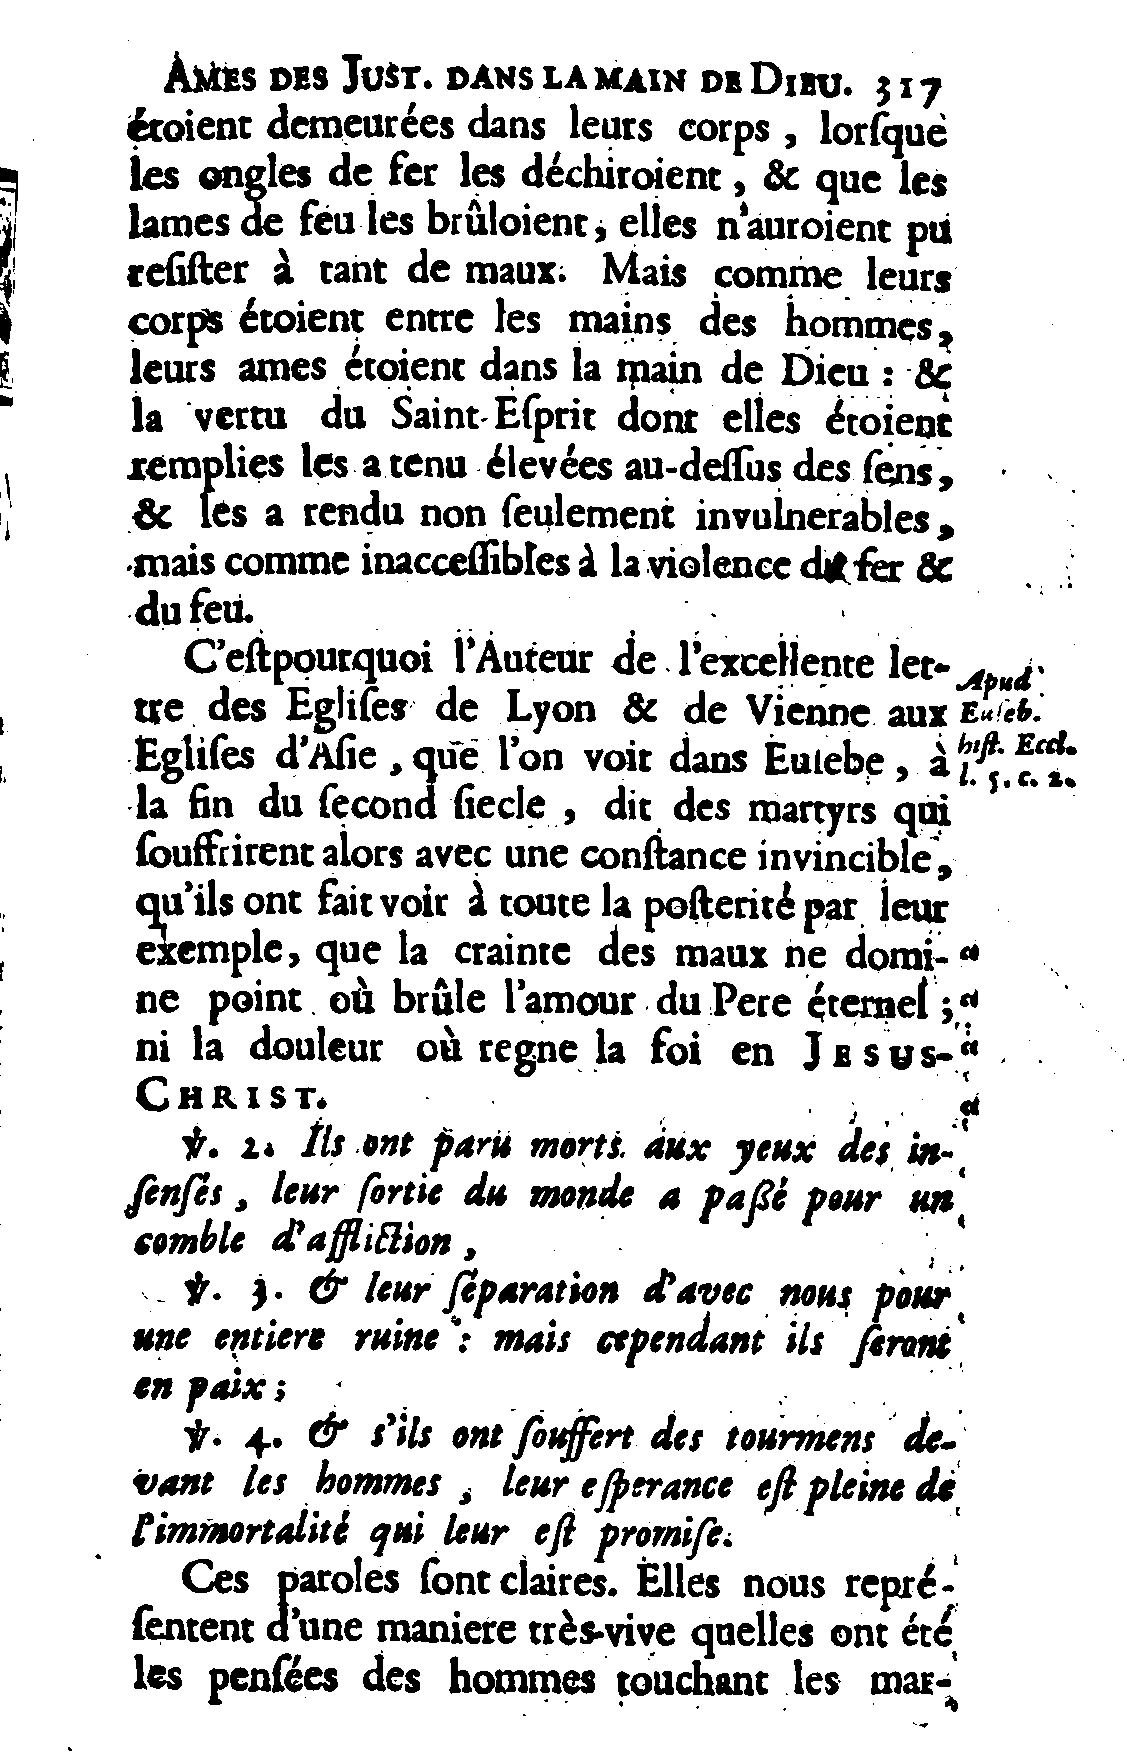 AMES DES JUST. DANS LA MAIN DE DIEU. 317
étoient demeurées dans leurs corps, lorſque
les ongles de fer les déchiroient, & que les
lames de feu les brûloient, elles n'auroient pu
reſiſter à tant de maux. Mais comme leurs
corps étoient entre les mains des hommes,
leurs ames étoient dans la main de Dieu : &
la vertu du Saint-Eſprit dont elles étoient
remplies les a tenu élevées au-deſſus des ſens,
& les a rendu non ſeulement invulnerables,
mais comme inacceſſibles à la violence du fer &
du feu.
C'eſtpourquoi l'Auteur de l'excellente let-
tre des Egliſes de Lyon & de Vienne aux
Egliſes d'Aſie, que l'on voit dans Euſebe, à
la fin du ſecond ſiecle, dit des martyrs qui
ſouffrirent alors avec une conſtance invincible,
qu'ils ont fait voir à toute la poſterité par leur
exemple, que la crainte des maux ne domi- "
ne point où brûle l'amour du Pere éternel ; "
ni la douleur où regne la foi en JESUS- "
CHRIST. "
Apud
Euſeb.
hiſt. Eccl.
l. 5. c. 2.
℣. 2. Ils ont paru morts aux yeux des in-
ſenſés, leur ſortie du monde a paßé pour un
comble d'affliction,
℣. 3. & leur ſéparation d'avec nous pour
une entiere ruine : mais cependant ils ſeront
en paix ;
℣. 4. & s'ils ont ſouffert des tourmens de-
vant les hommes, leur eſperance eſt pleine de
l'immortalité qui leur eſt promiſe.
Ces paroles ſont claires. Elles nous repré-
ſentent d'une maniere très-vive quelles ont été
les penſées des hommes touchant les mar-